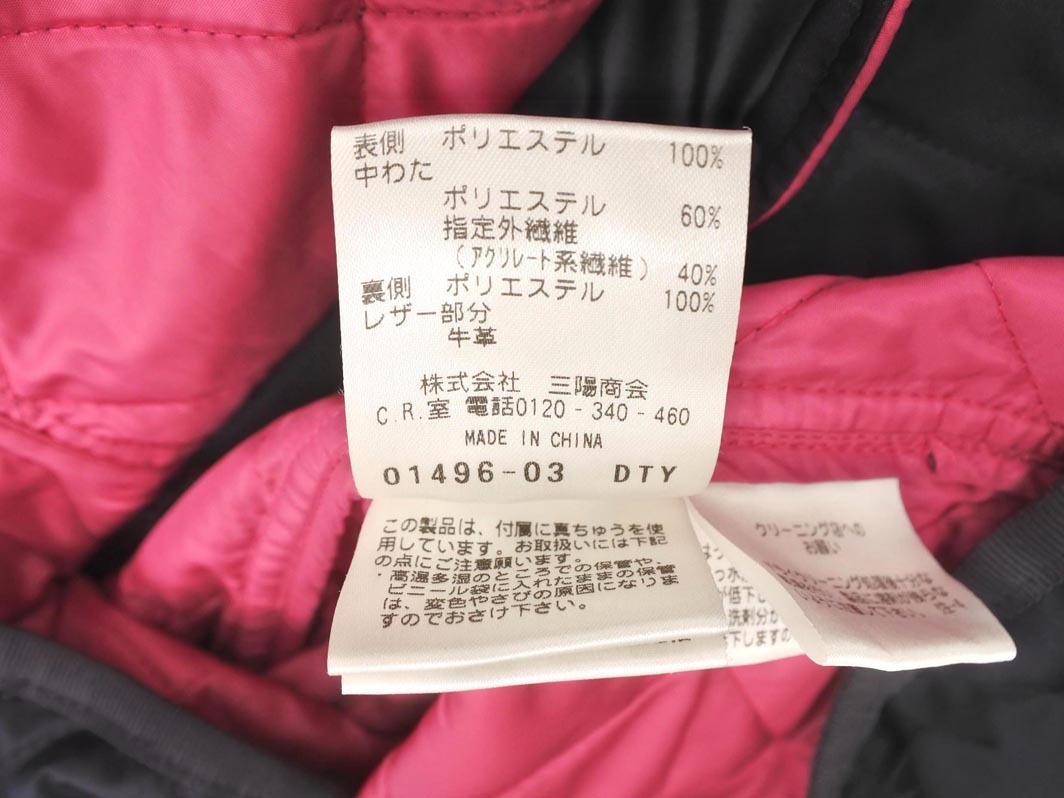 表側 ポリエステル 100%
中わた
ポリエステル 60%
指定外繊維
(アクリレート系繊維) 40%
裏側 ポリエステル 100%
レザー部分
牛革
株式会社 三陽商会
C.R.室 電話0120-340-460
MADE IN CHINA
01496-03 DTY
この製品は、付属に真ちゅうを使
用しています。お取扱いには下記
の点にご注意願います。
・高温多湿のところでの保管や、
ビニール袋に入れたままの保管
は、変色やさびの原因になりま
すのでおさけ下さい。
クリーニング店への
お願い